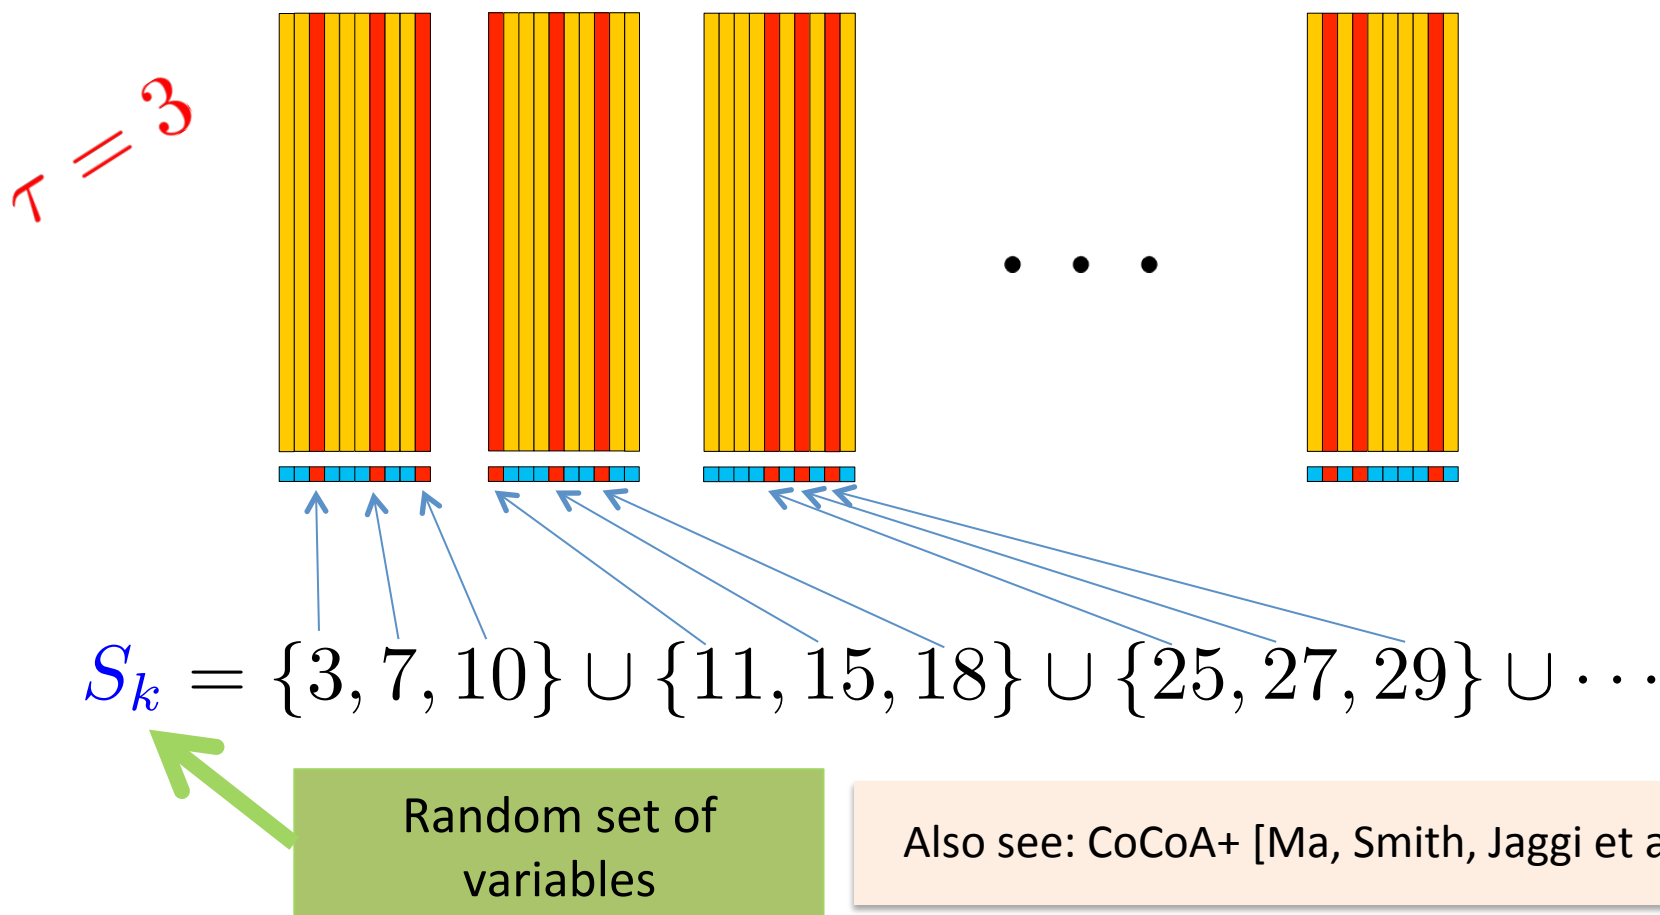 τ = 3
S_k = {3, 7, 10} ∪ {11, 15, 18} ∪ {25, 27, 29} ∪ ···
Random set of
variables
Also see: CoCoA+ [Ma, Smith, Jaggi et a